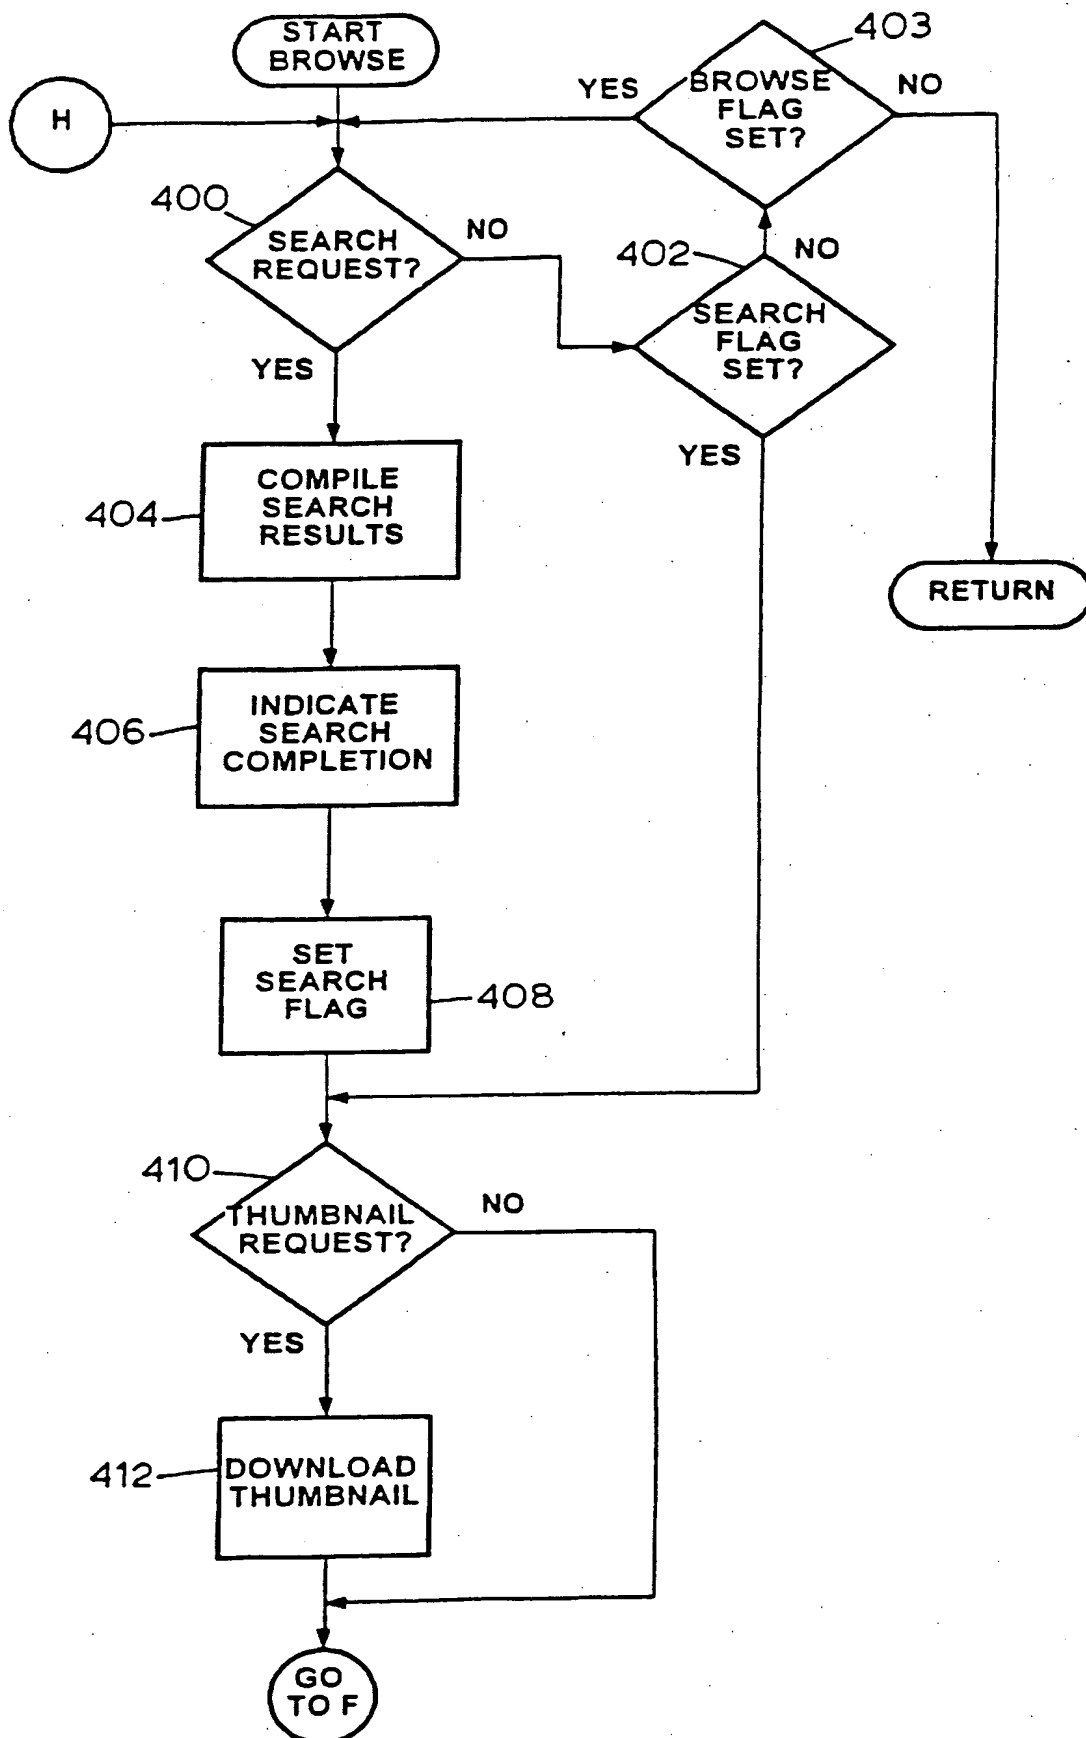 START
BROWSE
H
403
YES
BROWSE
FLAG
SET?
NO
400
SEARCH
REQUEST?
NO
402
NO
SEARCH
FLAG
SET?
YES
YES
404
COMPILE
SEARCH
RESULTS
RETURN
406
INDICATE
SEARCH
COMPLETION
SET
SEARCH
FLAG
408
410
THUMBNAIL
REQUEST?
NO
YES
412
DOWNLOAD
THUMBNAIL
GO
TO F